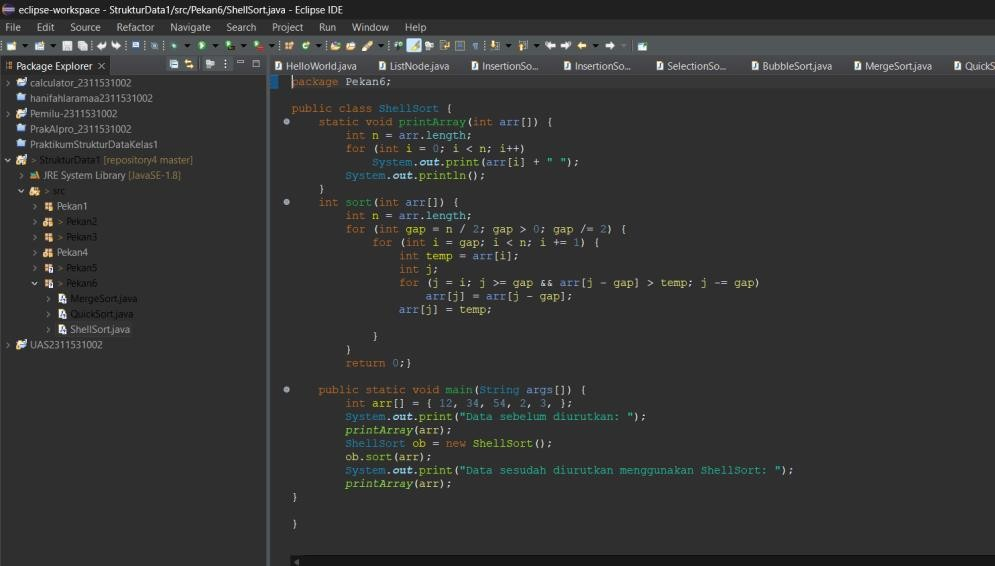 eclipse-workspace - StrukturData1/src/Pekan6/ShellSort.java - Eclipse IDE
File Edit Source Refactor Navigate Search Project Run Window Help
Package Explorer
HelloWorld.java ListNode.java InsertionSo... InsertionSo... SelectionSo... BubbleSort.java MergeSort.java QuickS
calculator_2311531002
hanifahlaramaa2311531002
Pemilu-2311531002
PrakAlpro_2311531002
PraktikumStrukturDataKelas1
> StrukturData1 [repository4 master]
JRE System Library [JavaSE-1.8]
> src
Pekan1
> Pekan2
> Pekan3
Pekan4
> Pekan5
> Pekan6
MergeSort.java
QuickSort.java
ShellSort.java
UAS2311531002
package Pekan6;
public class ShellSort {
static void printArray(int arr[]) {
int n = arr.length;
for (int i = 0; i < n; i++)
System.out.print(arr[i] + " ");
System.out.println();
}
int sort(int arr[]) {
int n = arr.length;
for (int gap = n / 2; gap > 0; gap /= 2) {
for (int i = gap; i < n; i += 1) {
int temp = arr[i];
int j;
for (j = i; j >= gap && arr[j - gap] > temp; j -= gap)
arr[j] = arr[j - gap];
arr[j] = temp;
}
}
return 0;}
public static void main(String args[]) {
int arr[] = { 12, 34, 54, 2, 3, };
System.out.print("Data sebelum diurutkan: ");
printArray(arr);
ShellSort ob = new ShellSort();
ob.sort(arr);
System.out.print("Data sesudah diurutkan menggunakan ShellSort: ");
printArray(arr);
}
}